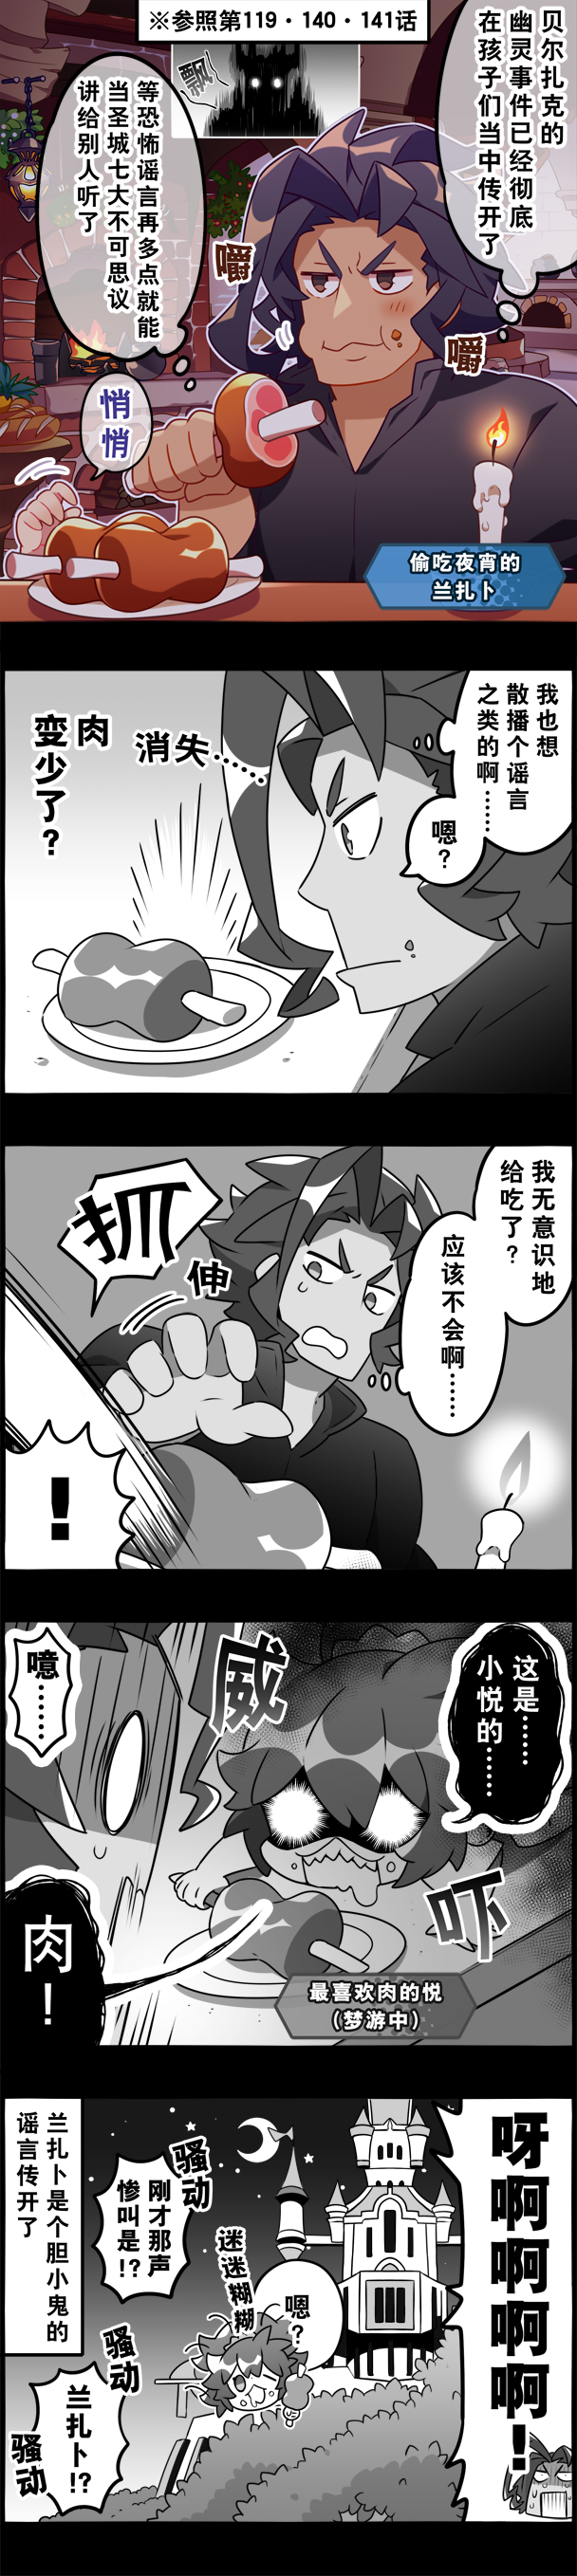 ※参照第119・140・141话
贝尔扎克的
幽灵事件已经彻底
在孩子们当中传开了
飘
等恐怖谣言再多点就能
当圣城七大不可思议
讲给别人听了
嚼
嚼
悄悄
偷吃夜宵的
兰扎卜
我也想
散播个谣言
之类的啊……
嗯？
消失……
肉
变少了？
我无意识地
给吃了？
应该不会啊……
抓
伸
！
这是……
小悦的……
威
噫……
吓
肉！
最喜欢肉的悦
（梦游中）
呀啊啊啊啊！
骚动
刚才那声
惨叫是!?
迷迷糊糊
嗯？
骚动
兰扎卜!?
骚动
兰扎卜是个胆小鬼的
谣言传开了